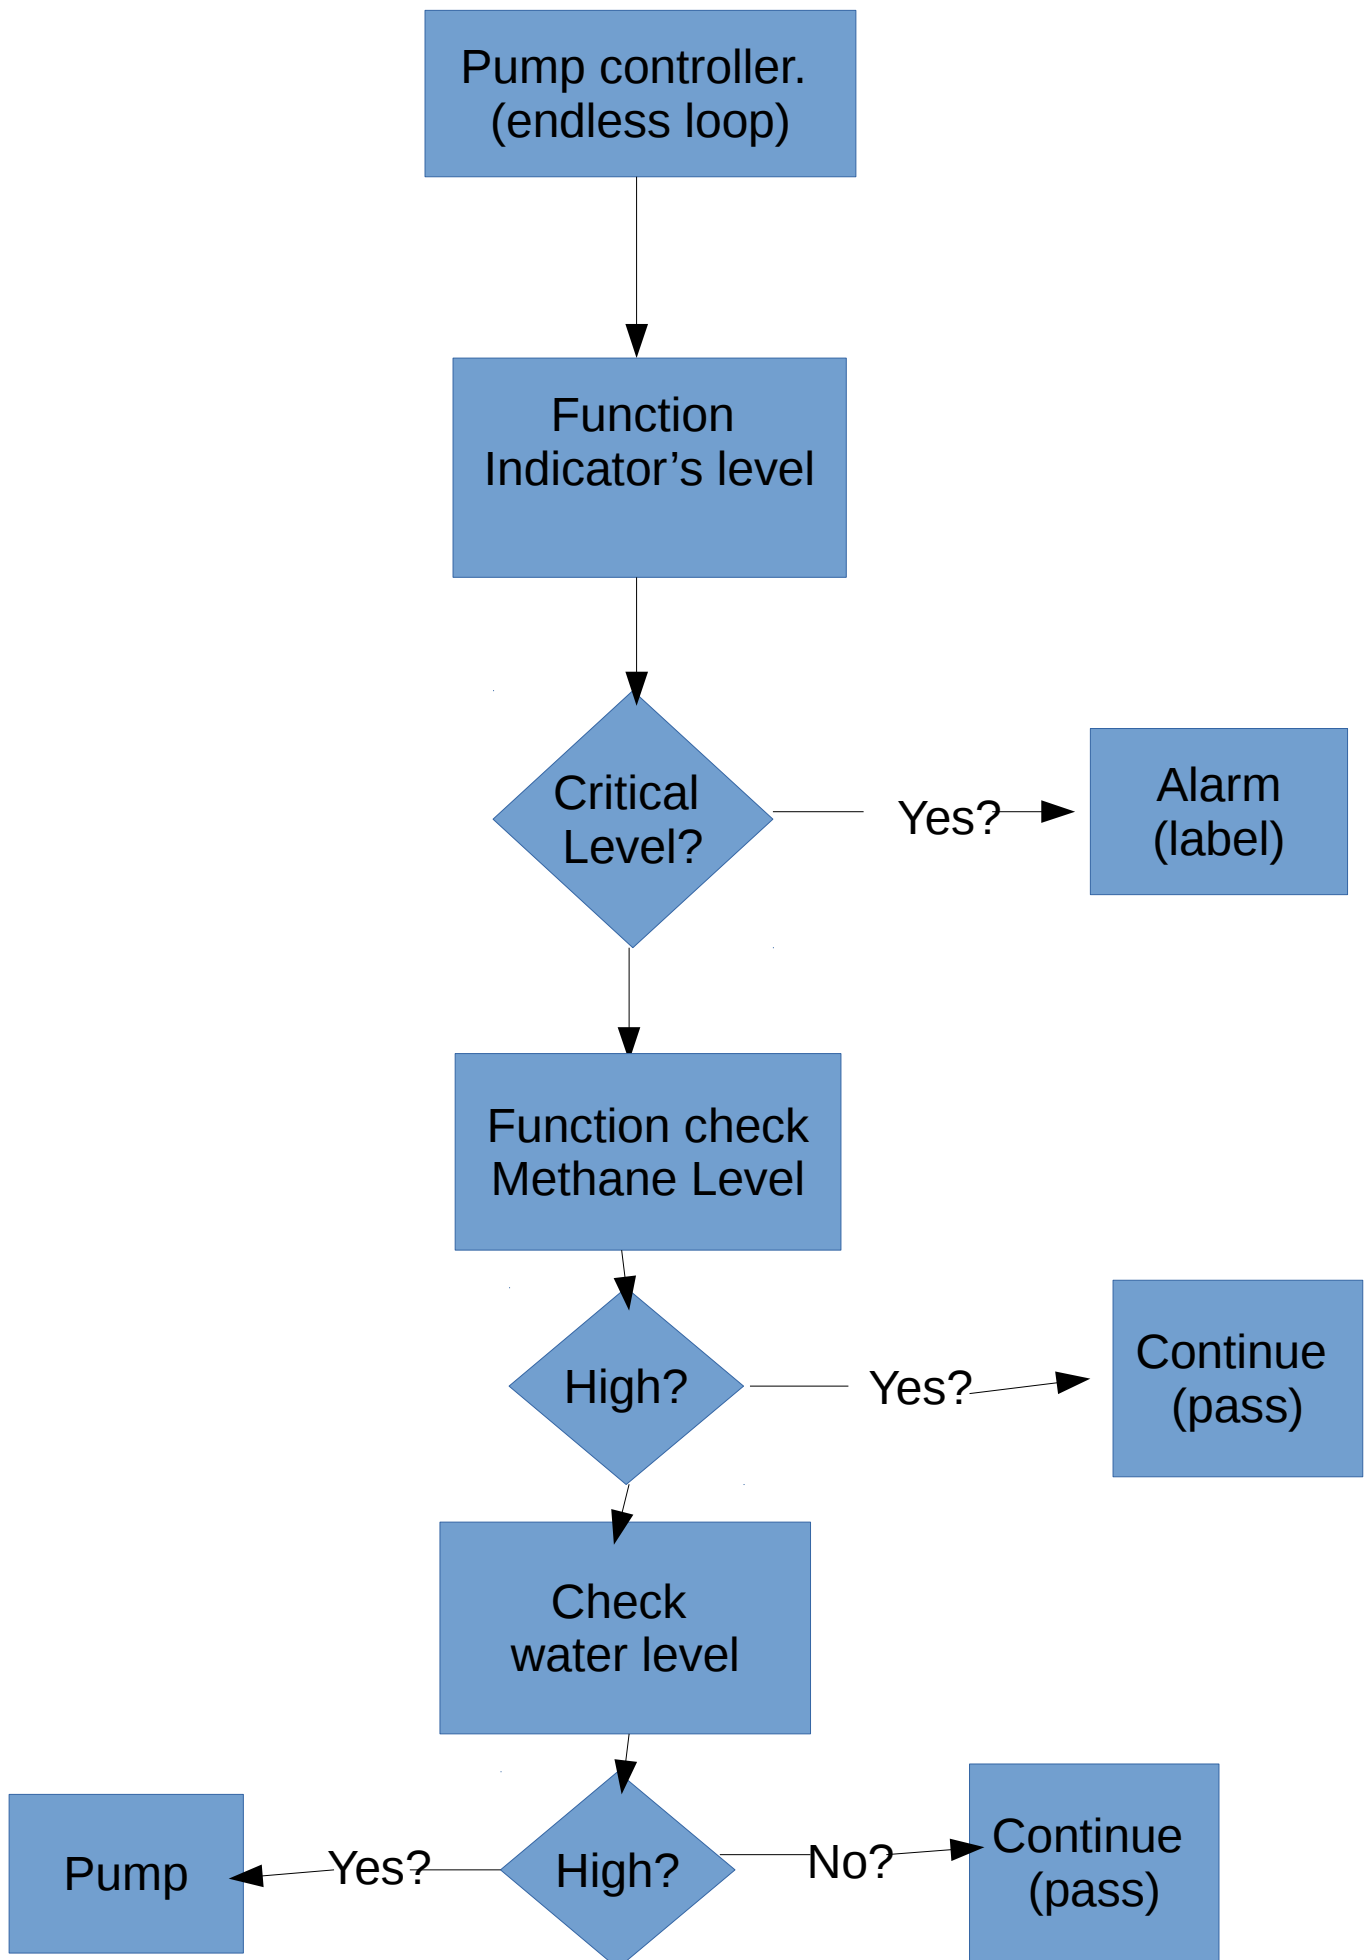 Pump controller.
(endless loop)
Function
Indicator’s level
Critical
Level?
Yes?
Alarm
(label)
Function check
Methane Level
High?
Yes?
Continue
(pass)
Check
water level
Pump
Yes?
High?
No?
Continue
(pass)